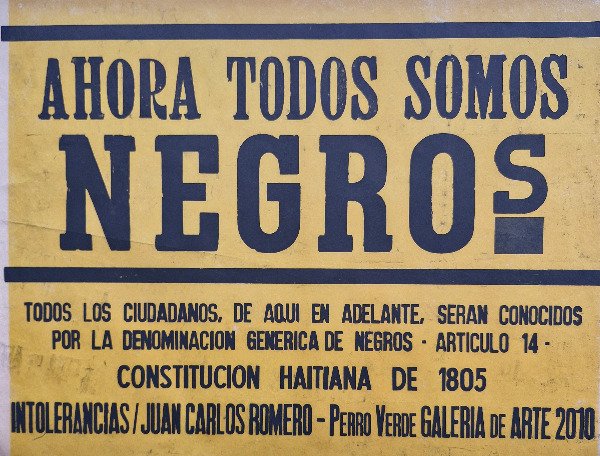 AHORA TODOS SOMOS
NEGROS
TODOS LOS CIUDADANOS, DE AQUI EN ADELANTE, SERAN CONOCIDOS
POR LA DENOMINACION GENERICA DE NEGROS - ARTICULO 14 -
CONSTITUCION HAITIANA DE 1805
INTOLERANCIAS / JUAN CARLOS ROMERO - PERRO VERDE GALERIA DE ARTE 2010